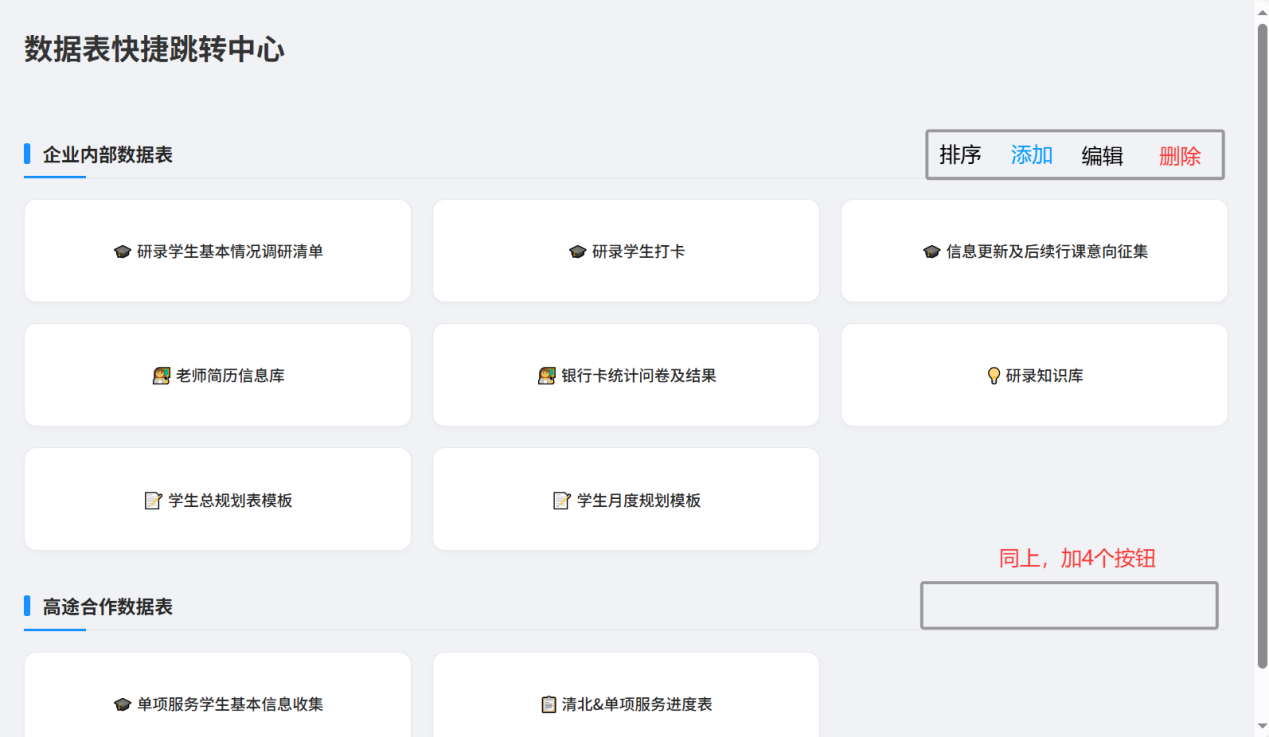 数据表快捷跳转中心
企业内部数据表
排序 添加 编辑 删除
研录学生基本情况调研清单
研录学生打卡
信息更新及后续行课意向征集
老师简历信息库
银行卡统计问卷及结果
研录知识库
学生总规划表模板
学生月度规划模板
同上，加4个按钮
高途合作数据表
单项服务学生基本信息收集
清北&单项服务进度表